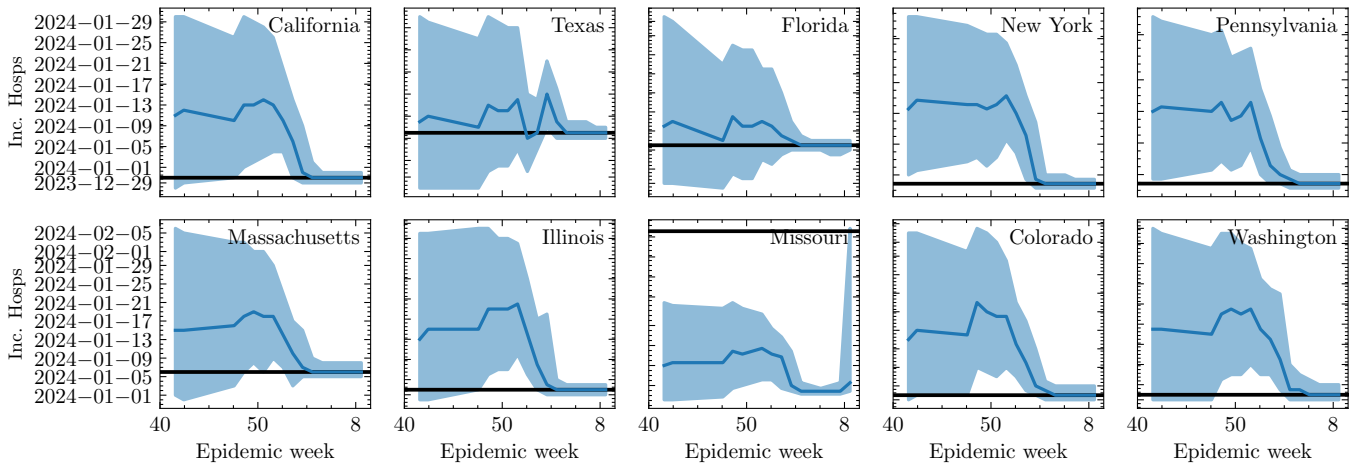 California
Texas
Florida
New York
Pennsylvania
Inc. Hosps
2024−01−29
2024−01−25
2024−01−21
2024−01−17
2024−01−13
2024−01−09
2024−01−05
2024−01−01
2023−12−29
Massachusetts
Illinois
Missouri
Colorado
Washington
Inc. Hosps
2024−02−05
2024−02−01
2024−01−29
2024−01−25
2024−01−21
2024−01−17
2024−01−13
2024−01−09
2024−01−05
2024−01−01
40 50 8 40 50 8 40 50 8 40 50 8 40 50 8
Epidemic week Epidemic week Epidemic week Epidemic week Epidemic week